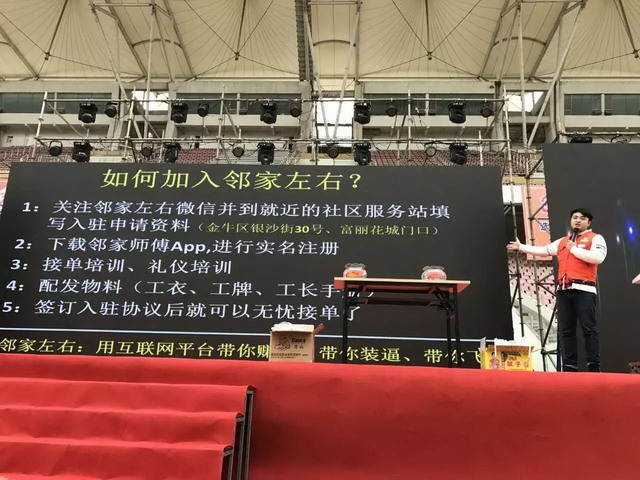 如何加入邻家左右？
1：关注邻家左右微信并到就近的社区服务站填
写入驻申请资料（金牛区银沙街30号、富丽花城门口）
2：下载邻家师傅App,进行实名注册
3：接单培训、礼仪培训
4：配发物料（工衣、工牌、工长手
5：签订入驻协议后就可以无忧接单了
邻家左右：用互联网平台带你赚 带你装逼、带你飞